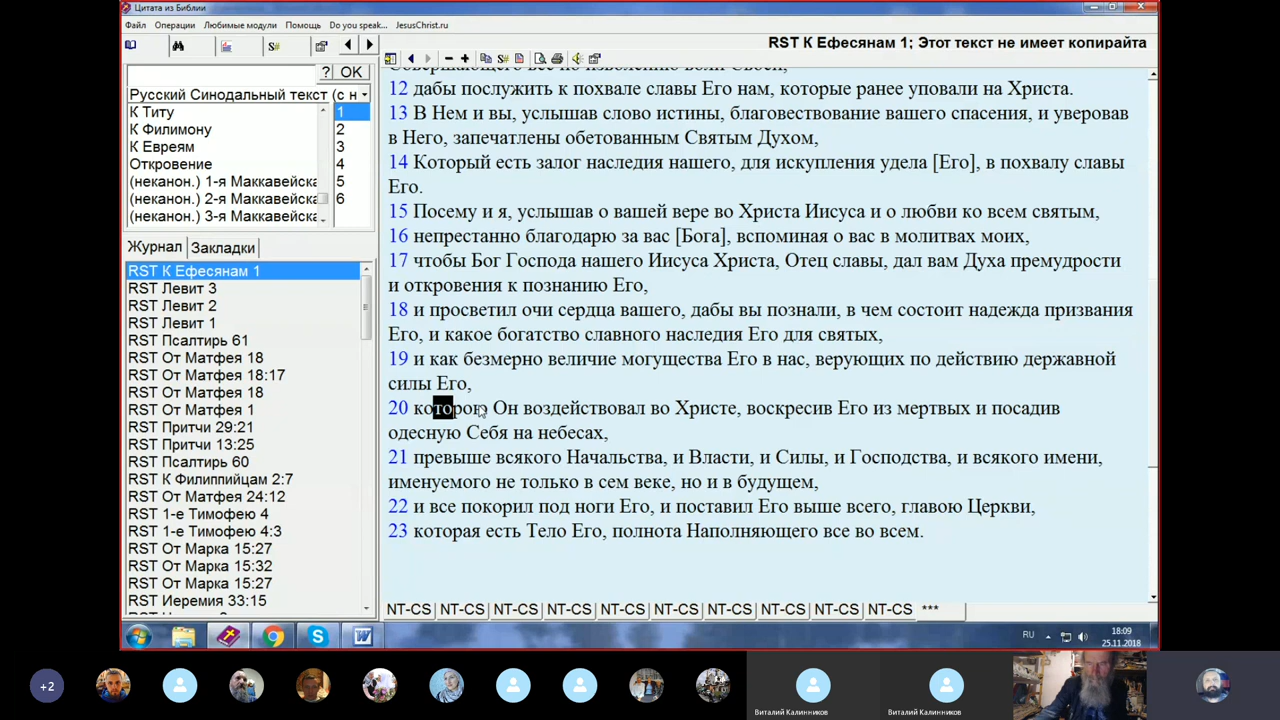 Цитата из Библии
Файл Операции Любимые модули Помощь Do you speak... JesusChrist.ru
S#
RST К Ефесянам 1; Этот текст не имеет копирайта
? OK
S#
Русский Синодальный текст (с н
К Титу
К Филимону
К Евреям
Откровение
(неканон.) 1-я Маккавейска
(неканон.) 2-я Маккавейска
(неканон.) 3-я Маккавейска
1
2
3
4
5
6
Журнал Закладки
RST К Ефесянам 1
RST Левит 3
RST Левит 2
RST Левит 1
RST Псалтирь 61
RST От Матфея 18
RST От Матфея 18:17
RST От Матфея 18
RST От Матфея 1
RST Притчи 29:21
RST Притчи 13:25
RST Псалтирь 60
RST К Филиппийцам 2:7
RST От Матфея 24:12
RST 1-е Тимофею 4
RST 1-е Тимофею 4:3
RST От Марка 15:27
RST От Марка 15:32
RST От Марка 15:27
RST Иеремия 33:15
Совершающего все по изволению воли Своей,
12 дабы послужить к похвале славы Его нам, которые ранее уповали на Христа.
13 В Нем и вы, услышав слово истины, благовествование вашего спасения, и уверовав
в Него, запечатлены обетованным Святым Духом,
14 Который есть залог наследия нашего, для искупления удела [Его], в похвалу славы
Его.
15 Посему и я, услышав о вашей вере во Христа Иисуса и о любви ко всем святым,
16 непрестанно благодарю за вас [Бога], вспоминая о вас в молитвах моих,
17 чтобы Бог Господа нашего Иисуса Христа, Отец славы, дал вам Духа премудрости
и откровения к познанию Его,
18 и просветил очи сердца вашего, дабы вы познали, в чем состоит надежда призвания
Его, и какое богатство славного наследия Его для святых,
19 и как безмерно величие могущества Его в нас, верующих по действию державной
силы Его,
20 которою Он воздействовал во Христе, воскресив Его из мертвых и посадив
одесную Себя на небесах,
21 превыше всякого Начальства, и Власти, и Силы, и Господства, и всякого имени,
именуемого не только в сем веке, но и в будущем,
22 и все покорил под ноги Его, и поставил Его выше всего, главою Церкви,
23 которая есть Тело Его, полнота Наполняющего все во всем.
NT-CS NT-CS NT-CS NT-CS NT-CS NT-CS NT-CS NT-CS NT-CS NT-CS ***
RU 18:09
25.11.2018
+2
Виталий Калинников Виталий Калинников